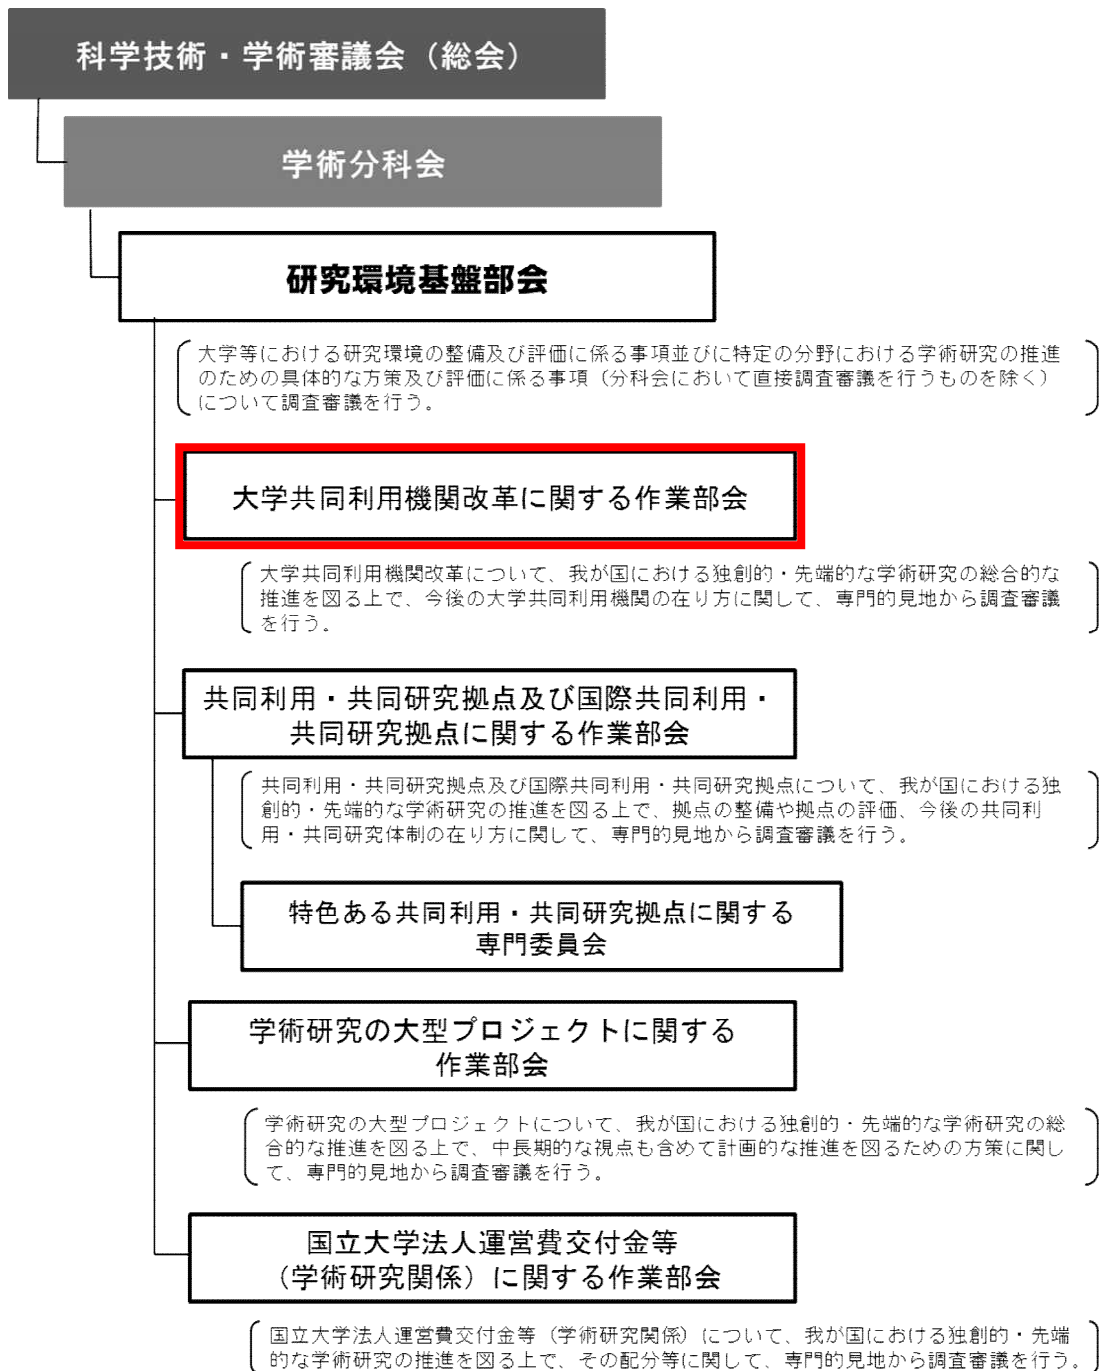 科学技術・学術審議会（総会）
学術分科会
研究環境基盤部会
大学等における研究環境の整備及び評価に係る事項並びに特定の分野における学術研究の推進
のための具体的な方策及び評価に係る事項（分科会において直接調査審議を行うものを除く）
について調査審議を行う。
大学共同利用機関改革に関する作業部会
大学共同利用機関改革について、我が国における独創的・先端的な学術研究の総合的な
推進を図る上で、今後の大学共同利用機関の在り方に関して、専門的見地から調査審議
を行う。
共同利用・共同研究拠点及び国際共同利用・
共同研究拠点に関する作業部会
共同利用・共同研究拠点及び国際共同利用・共同研究拠点について、我が国における独
創的・先端的な学術研究の推進を図る上で、拠点の整備や拠点の評価、今後の共同利
用・共同研究体制の在り方に関して、専門的見地から調査審議を行う。
特色ある共同利用・共同研究拠点に関する
専門委員会
学術研究の大型プロジェクトに関する
作業部会
学術研究の大型プロジェクトについて、我が国における独創的・先端的な学術研究の総
合的な推進を図る上で、中長期的な視点も含めて計画的な推進を図るための方策に関し
て、専門的見地から調査審議を行う。
国立大学法人運営費交付金等
（学術研究関係）に関する作業部会
国立大学法人運営費交付金等（学術研究関係）について、我が国における独創的・先端
的な学術研究の推進を図る上で、その配分等に関して、専門的見地から調査審議を行う。